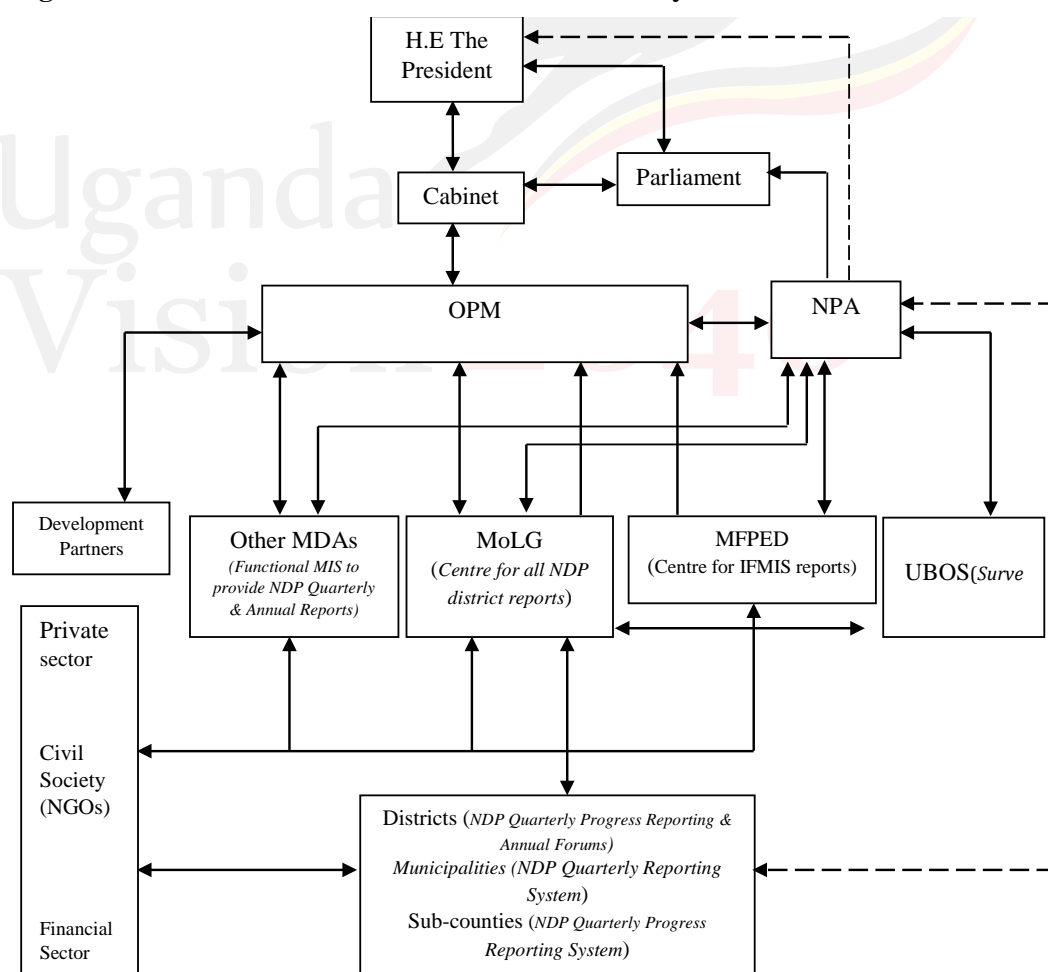 H.E The
President
Cabinet
Parliament
OPM
NPA
Development
Partners
Other MDAs
(Functional MIS to
provide NDP Quarterly
& Annual Reports)
MoLG
(Centre for all NDP
district reports)
MFPED
(Centre for IFMIS reports)
UBOS(Surve
Private
sector
Civil
Society
(NGOs)
Financial
Sector
Districts (NDP Quarterly Progress Reporting &
Annual Forums)
Municipalities (NDP Quarterly Reporting
System)
Sub-counties (NDP Quarterly Progress
Reporting System)
Uganda
Vision 2040